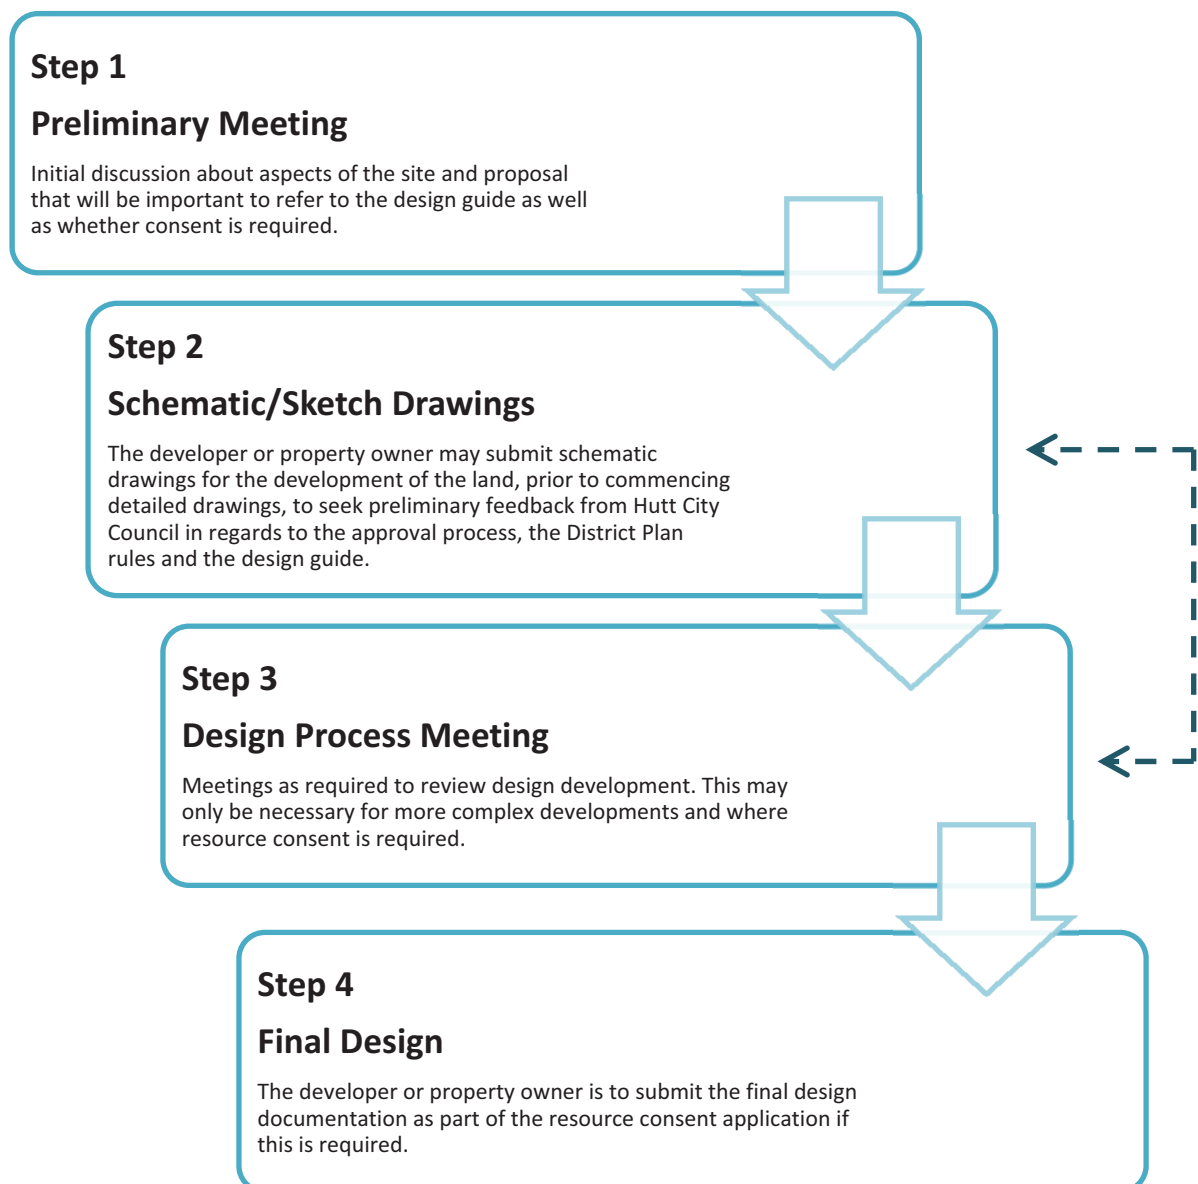 Step 1
Preliminary Meeting
Initial discussion about aspects of the site and proposal
that will be important to refer to the design guide as well
as whether consent is required.
Step 2
Schematic/Sketch Drawings
The developer or property owner may submit schematic
drawings for the development of the land, prior to commencing
detailed drawings, to seek preliminary feedback from Hutt City
Council in regards to the approval process, the District Plan
rules and the design guide.
Step 3
Design Process Meeting
Meetings as required to review design development. This may
only be necessary for more complex developments and where
resource consent is required.
Step 4
Final Design
The developer or property owner is to submit the final design
documentation as part of the resource consent application if
this is required.